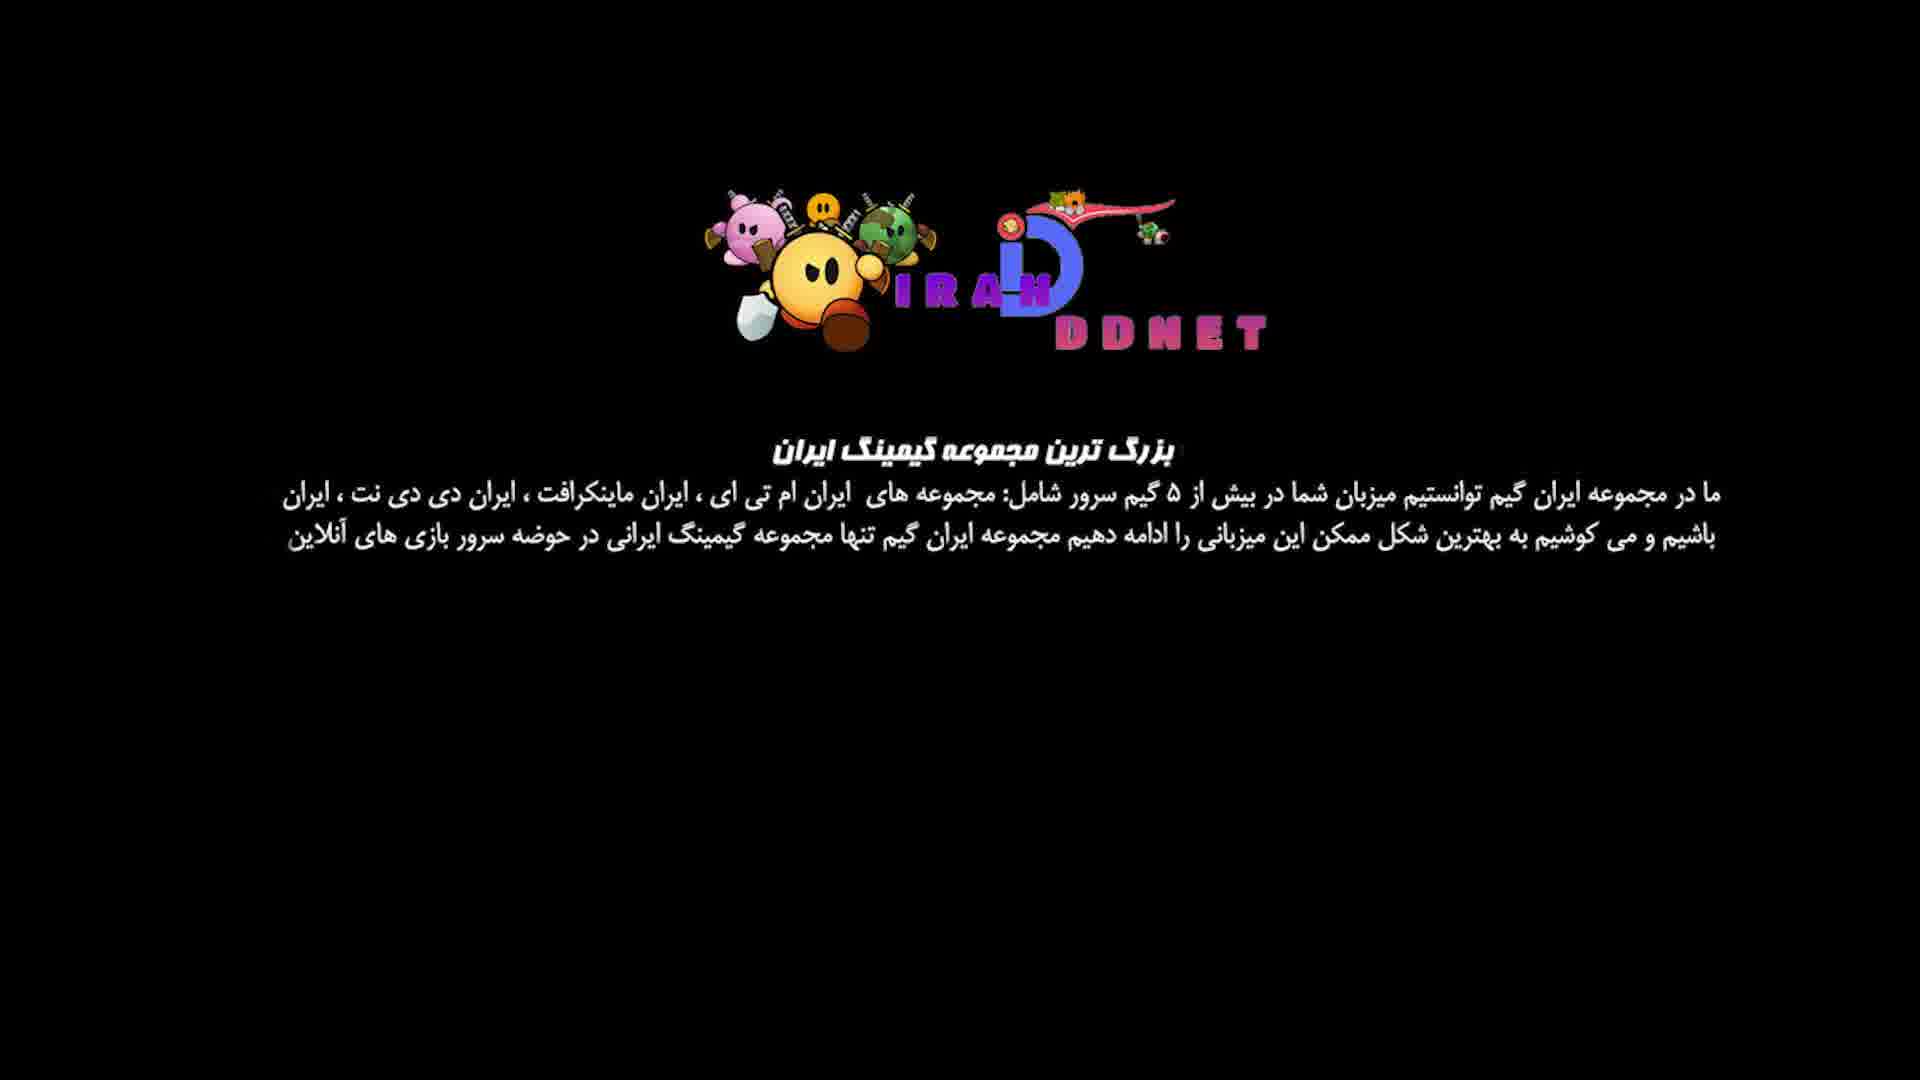 IRAN
DDNET
بزرگ ترین مجموعه گیمینگ ایران
ما در مجموعه ایران گیم توانستیم میزبان شما در بیش از ۵ گیم سرور شامل: مجموعه های ایران ام تی ای ، ایران ماینکرافت ، ایران دی دی نت ، ایران
باشیم و می کوشیم به بهترین شکل ممکن این میزبانی را ادامه دهیم مجموعه ایران گیم تنها مجموعه گیمینگ ایرانی در حوضه سرور بازی های آنلاین